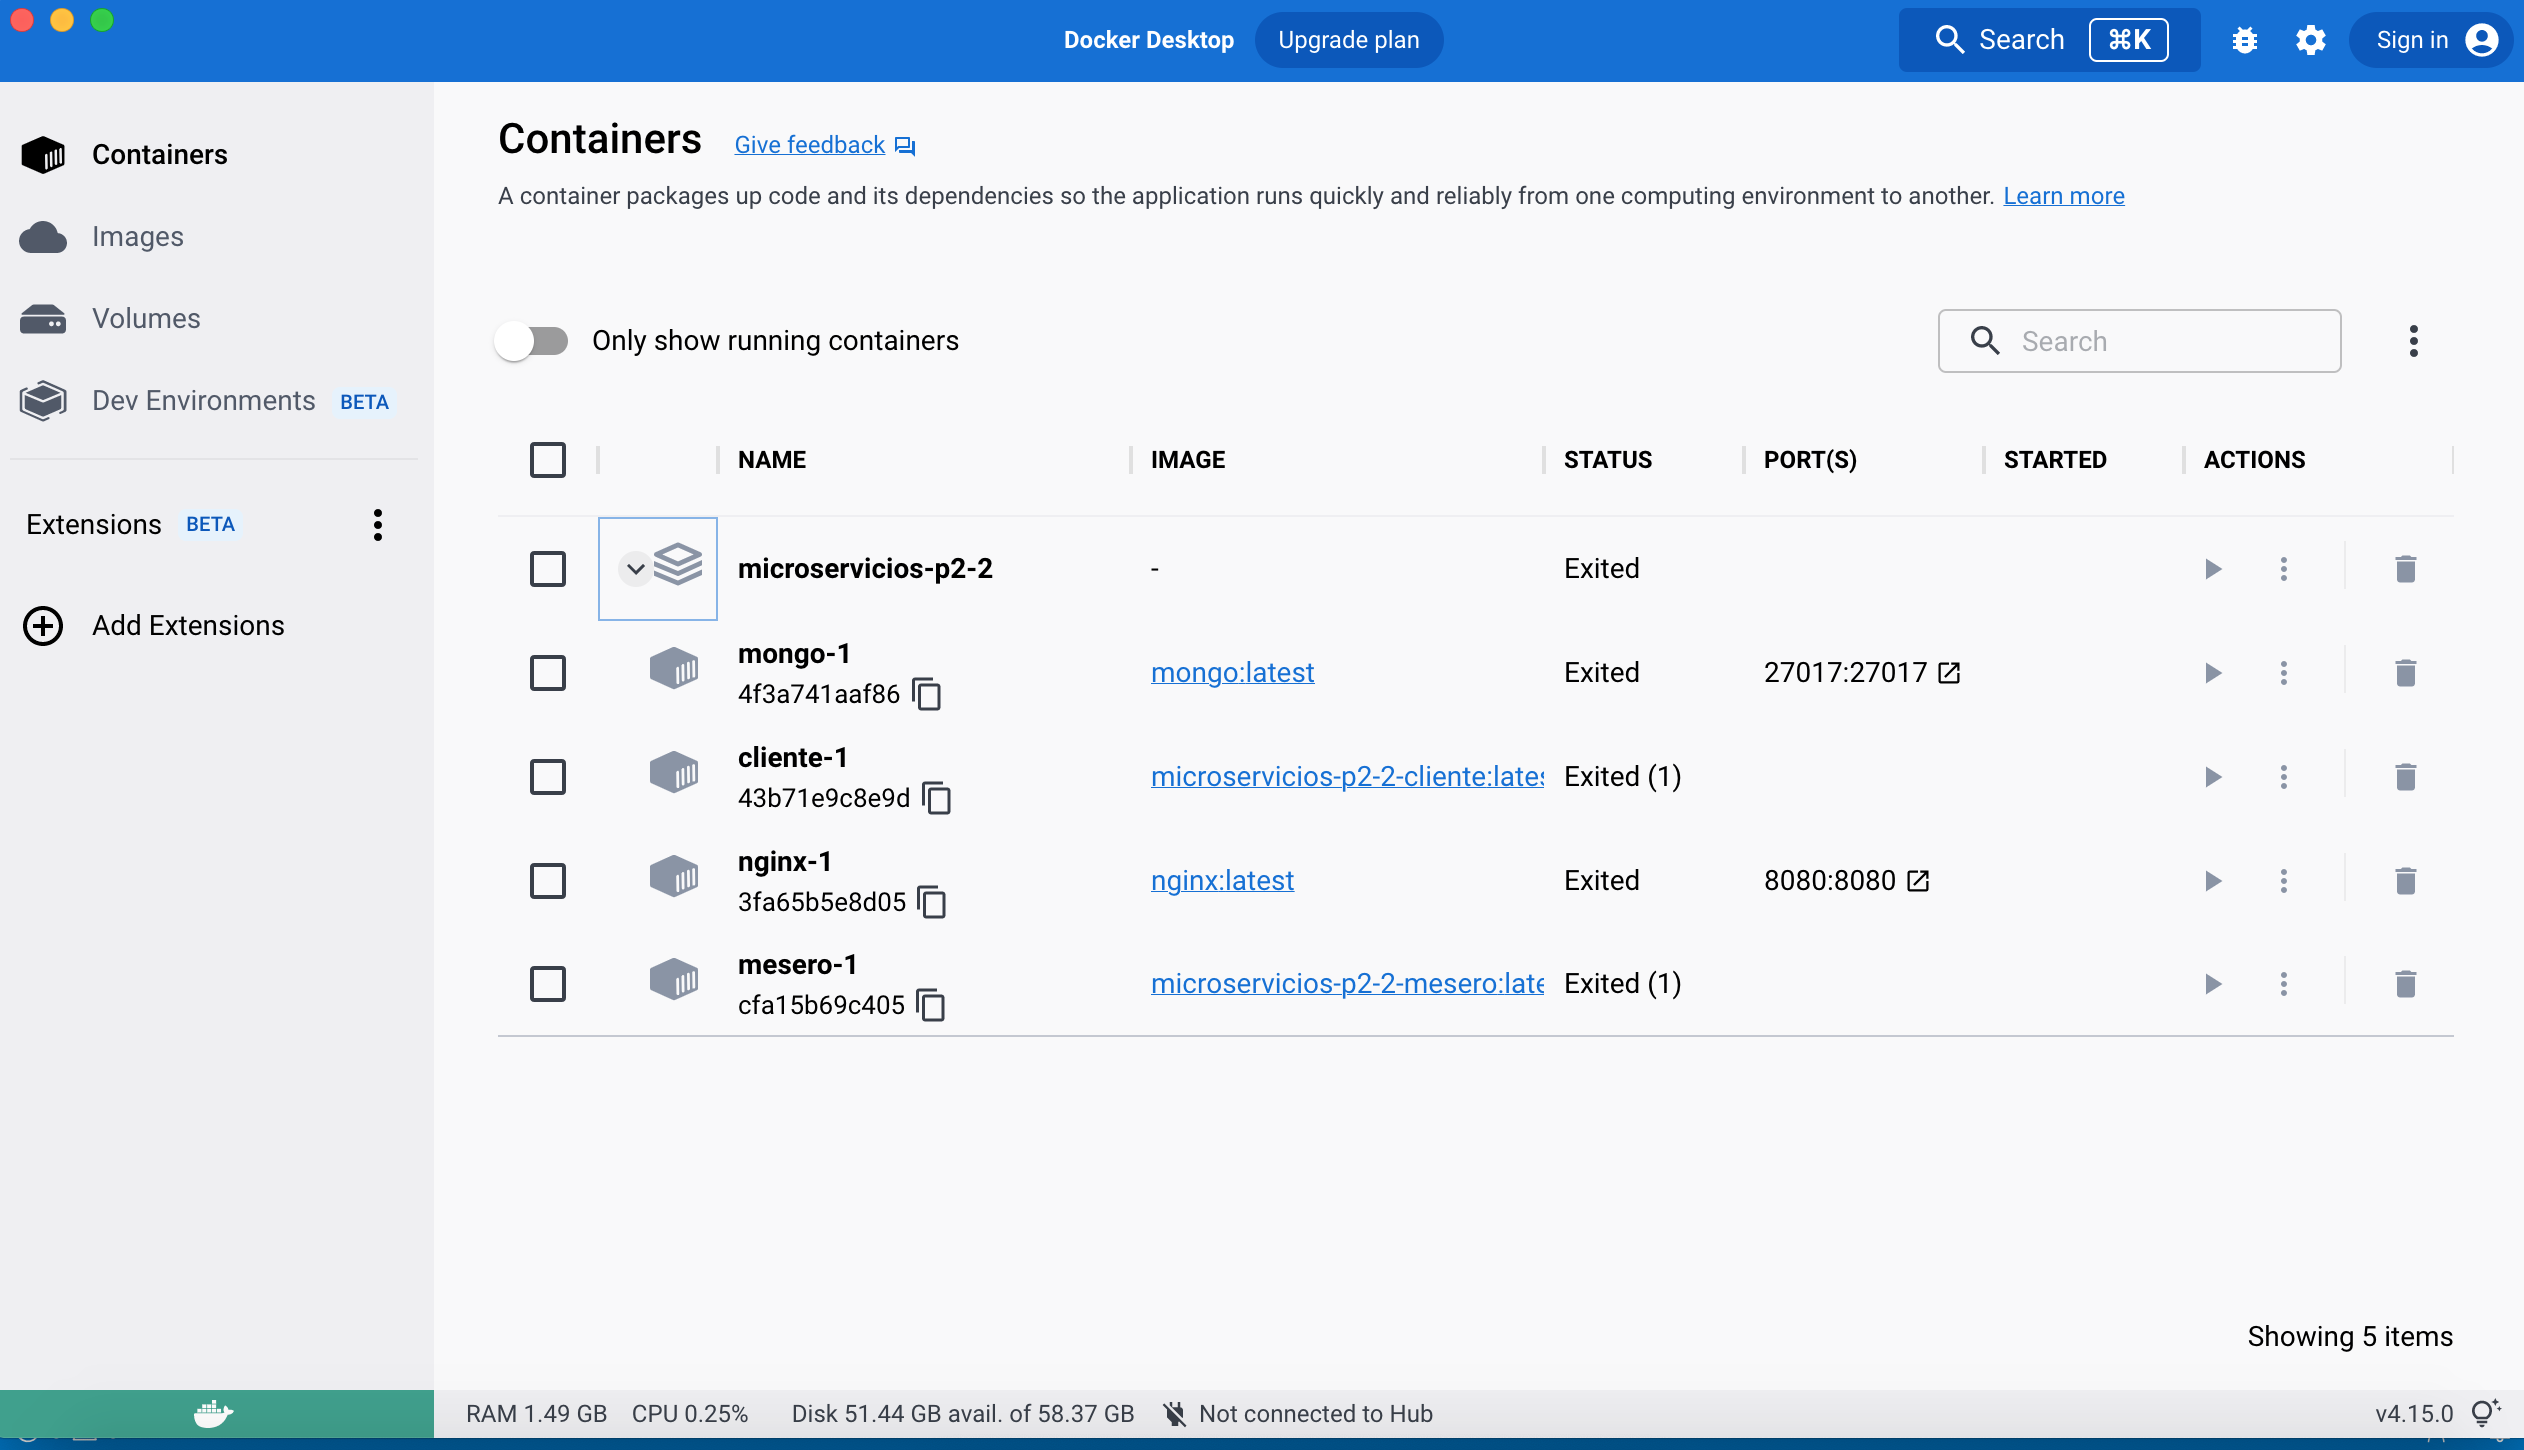 Docker Desktop Upgrade plan Search ⌘K Sign in
Containers
Images
Volumes
Dev Environments BETA
Extensions BETA
Add Extensions
Containers Give feedback
A container packages up code and its dependencies so the application runs quickly and reliably from one computing environment to another. Learn more
Only show running containers Search
NAME IMAGE STATUS PORT(S) STARTED ACTIONS
microservicios-p2-2 - Exited
mongo-1
4f3a741aaf86 mongo:latest Exited 27017:27017
cliente-1
43b71e9c8e9d microservicios-p2-2-cliente:lates Exited (1)
nginx-1
3fa65b5e8d05 nginx:latest Exited 8080:8080
mesero-1
cfa15b69c405 microservicios-p2-2-mesero:late Exited (1)
Showing 5 items
RAM 1.49 GB CPU 0.25% Disk 51.44 GB avail. of 58.37 GB Not connected to Hub v4.15.0